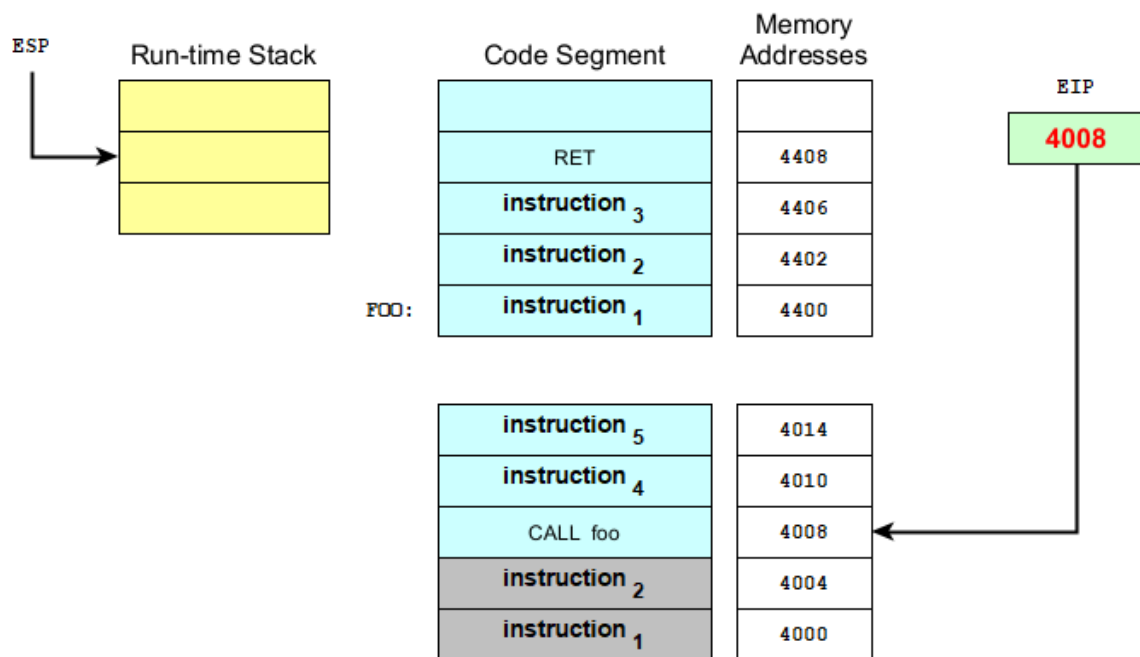 ESP
Run-time Stack
Code Segment
Memory
Addresses
EIP
4008
RET 4408
instruction 3 4406
instruction 2 4402
FOO: instruction 1 4400
instruction 5 4014
instruction 4 4010
CALL foo 4008
instruction 2 4004
instruction 1 4000